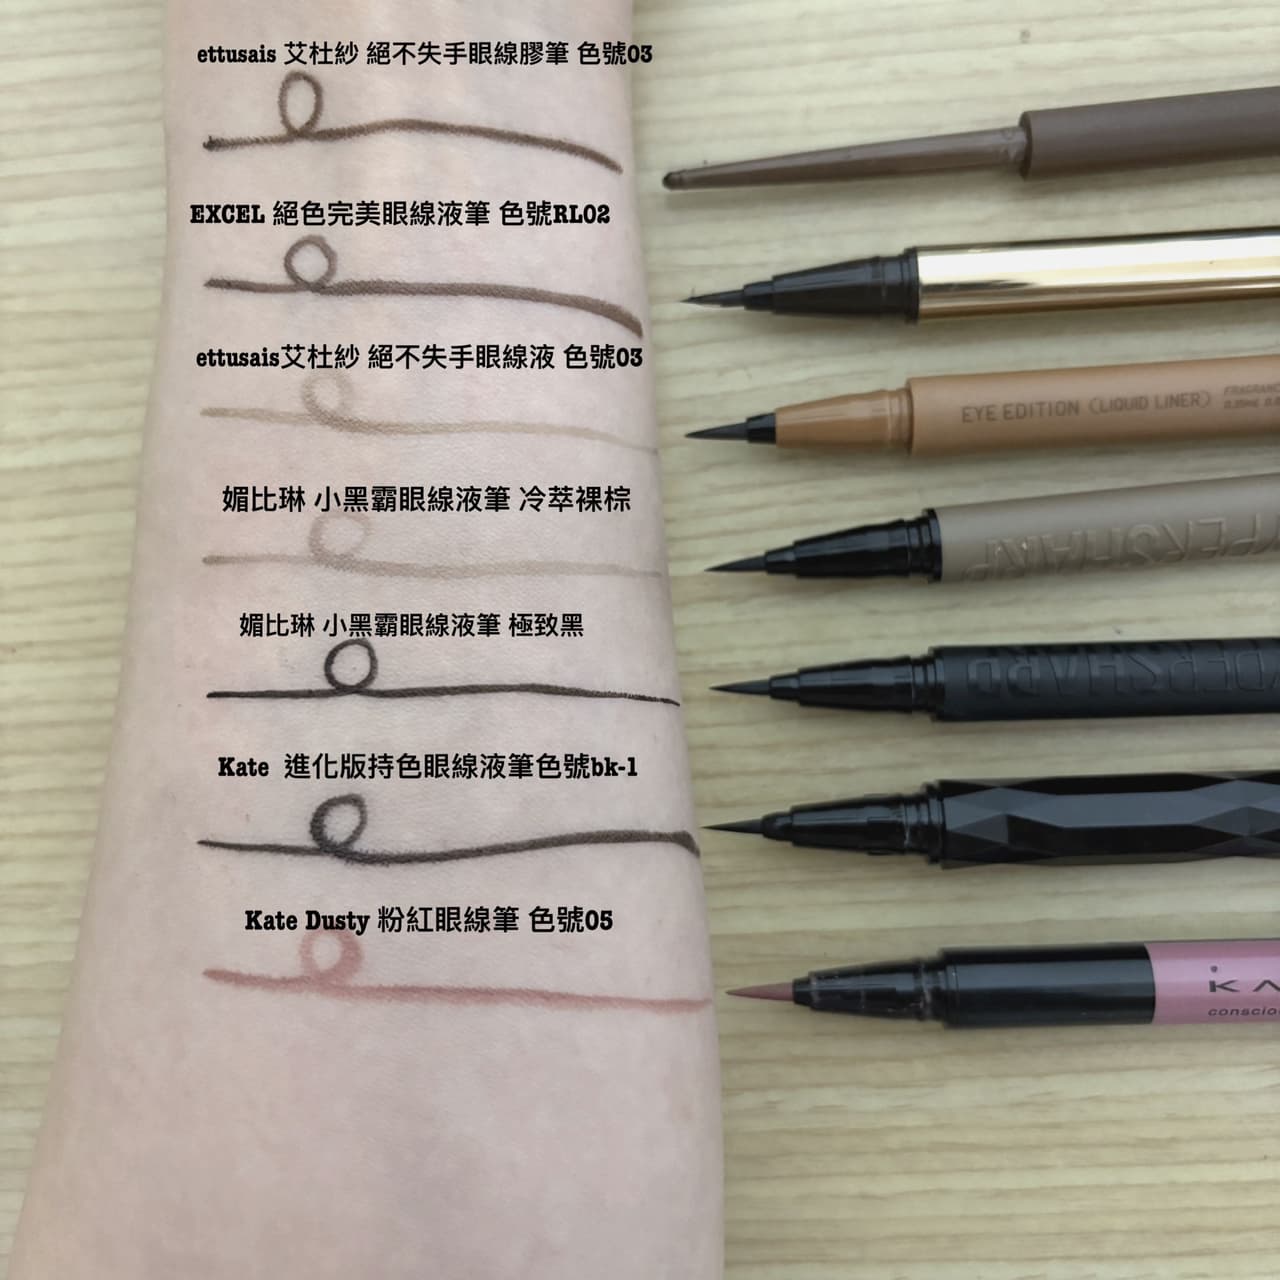 ettusais 艾杜紗 絕不失手眼線膠筆 色號03
EXCEL 絕色完美眼線液筆 色號RL02
ettusais艾杜紗 絕不失手眼線液 色號03
EYE EDITION (LIQUID LINER)
媚比琳 小黑霸眼線液筆 冷萃裸棕
媚比琳 小黑霸眼線液筆 極致黑
Kate 進化版持色眼線液筆色號bk-1
Kate Dusty 粉紅眼線筆 色號05